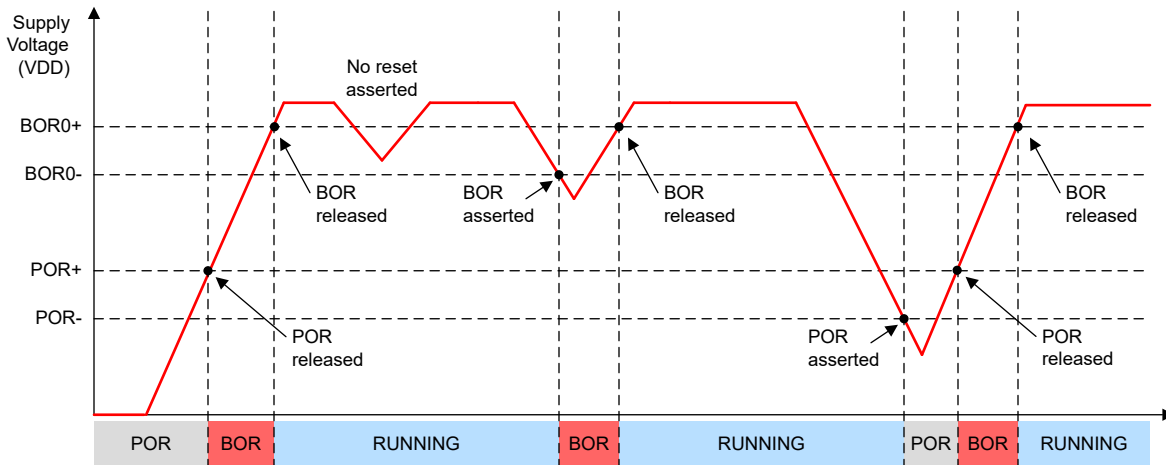 Supply
Voltage
(VDD)
No reset
asserted
BOR0+
BOR0-
BOR
released
BOR
asserted
BOR
released
BOR
released
POR+
POR-
POR
released
POR
asserted
POR
released
POR BOR RUNNING BOR RUNNING POR BOR RUNNING